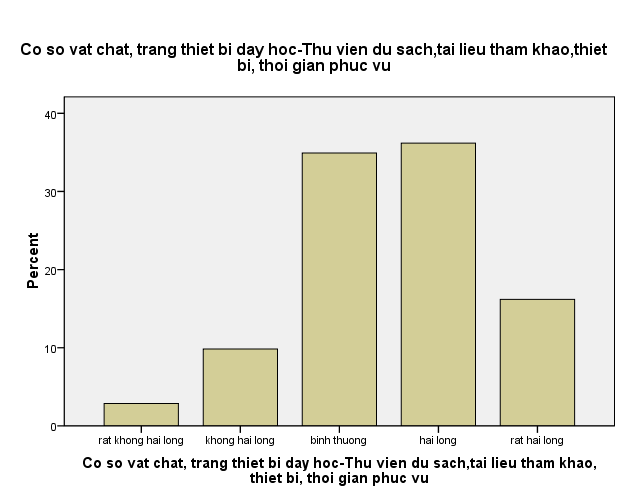 Co so vat chat, trang thiet bi day hoc-Thu vien du sach,tai lieu tham khao,thiet
bi, thoi gian phuc vu
40
30
20
10
0
Percent
rat khong hai long
khong hai long
binh thuong
hai long
rat hai long
Co so vat chat, trang thiet bi day hoc-Thu vien du sach,tai lieu tham khao,
thiet bi, thoi gian phuc vu